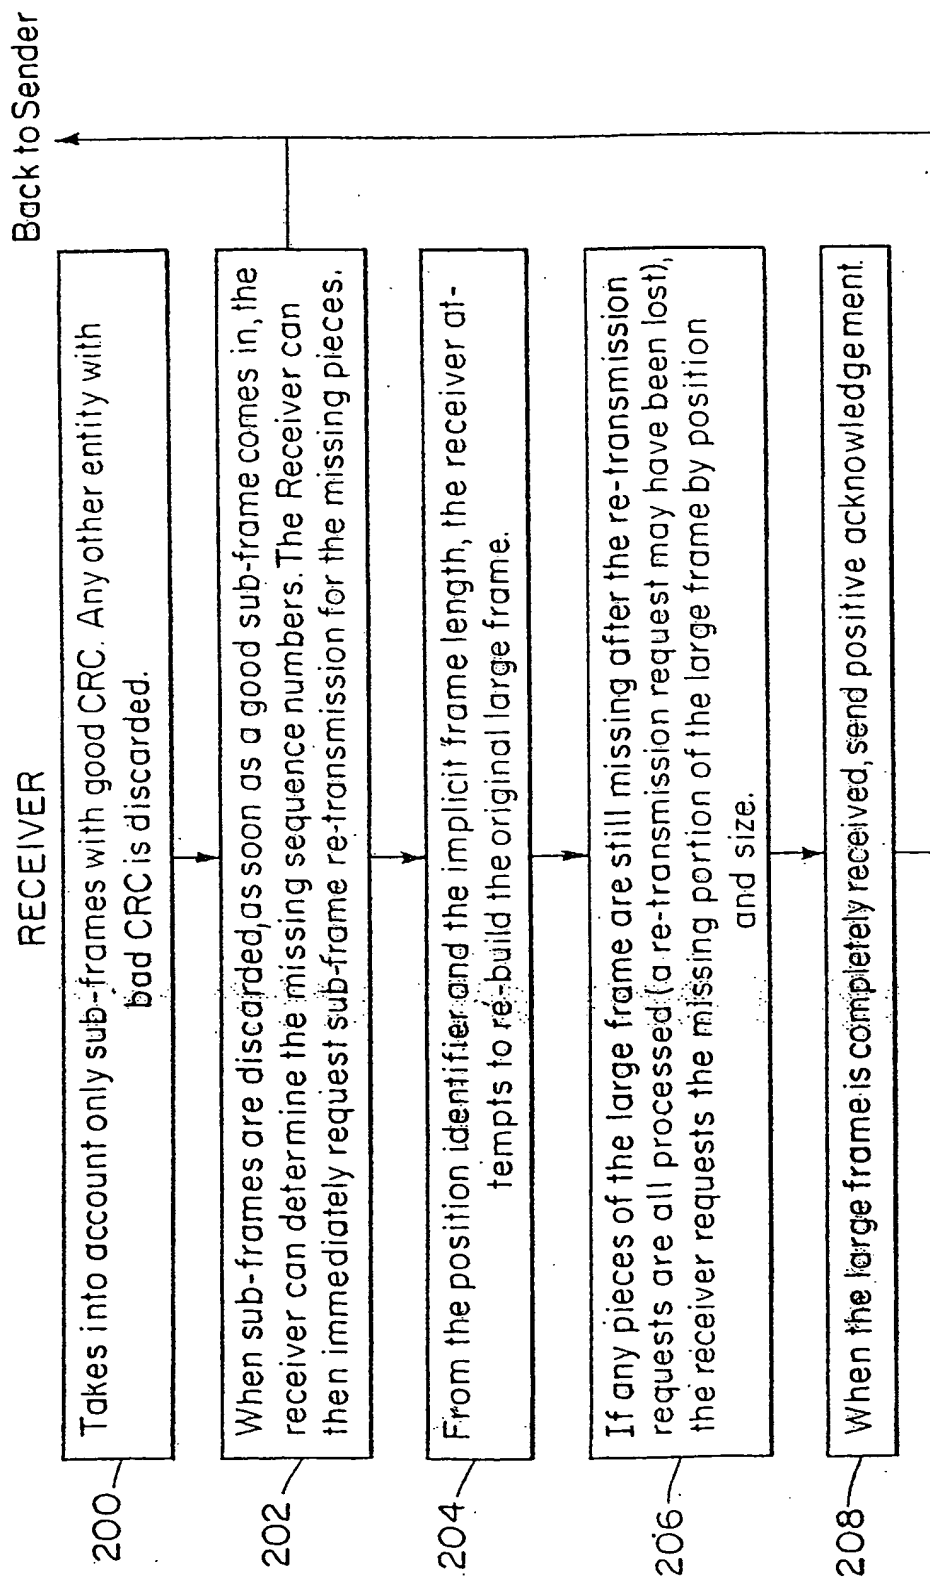 RECEIVER
Back to Sender
200
Takes into account only sub-frames with good CRC. Any other entity with
bad CRC is discarded.
202
When sub-frames are discarded, as soon as a good sub-frame comes in, the
receiver can determine the missing sequence numbers. The Receiver can
then immediately request sub-frame re-transmission for the missing pieces.
204
From the position identifier and the implicit frame length, the receiver at-
tempts to re-build the original large frame.
206
If any pieces of the large frame are still missing after the re-transmission
requests are all processed (a re-transmission request may have been lost),
the receiver requests the missing portion of the large frame by position
and size.
208
When the large frame is completely received, send positive acknowledgement.